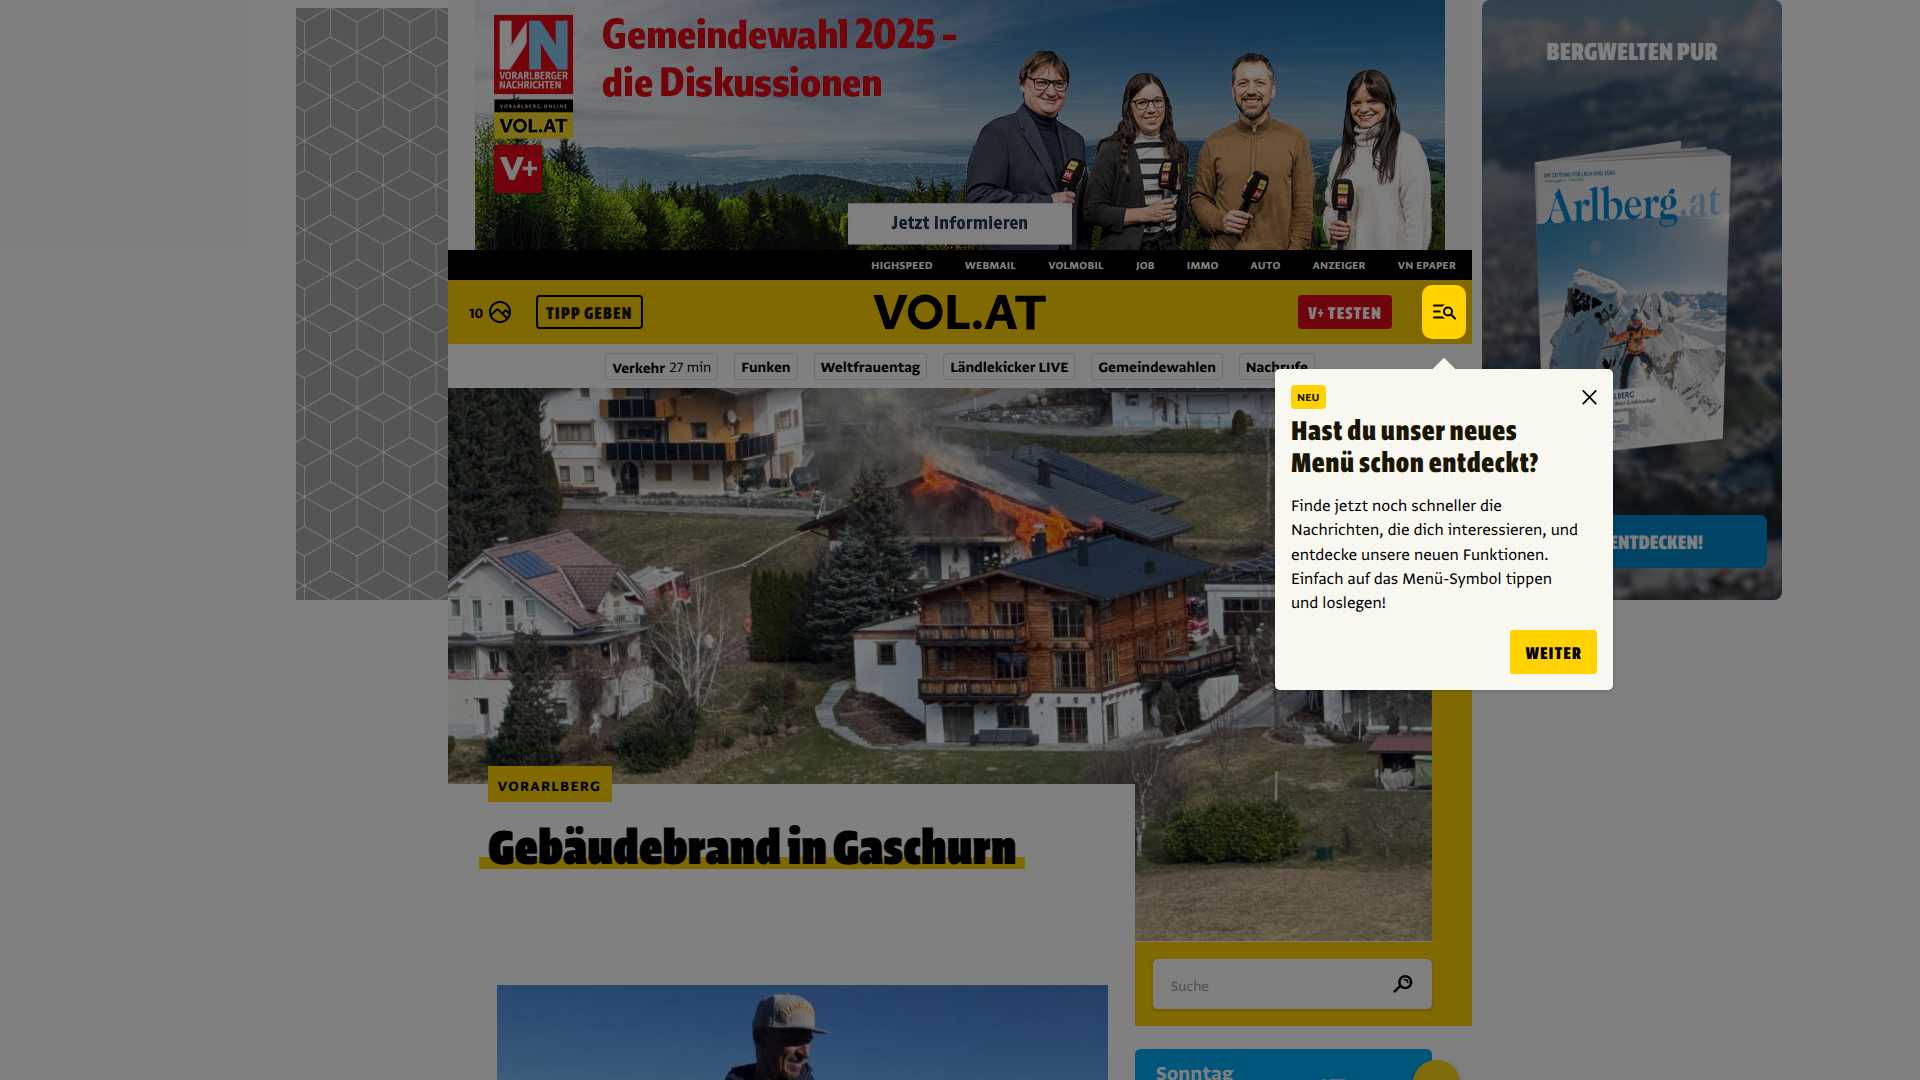 VN
VORARLBERGER
NACHRICHTEN
VORARLBERG ONLINE
VOL.AT
V+
Gemeindewahl 2025 -
die Diskussionen
Jetzt Informieren
BERGWELTEN PUR
Arlberg.at
ENTDECKEN!
HIGHSPEED
WEBMAIL
VOLMOBIL
JOB
IMMO
AUTO
ANZEIGER
VN EPAPER
10
TIPP GEBEN
VOL.AT
V+ TESTEN
Verkehr 27 min
Funken
Weltfrauentag
Ländlekicker LIVE
Gemeindewahlen
Nachrufe
NEU
Hast du unser neues
Menü schon entdeckt?
Finde jetzt noch schneller die
Nachrichten, die dich interessieren, und
entdecke unsere neuen Funktionen.
Einfach auf das Menü-Symbol tippen
und loslegen!
WEITER
VORARLBERG
Gebäudebrand in Gaschurn
Suche
Sonntag